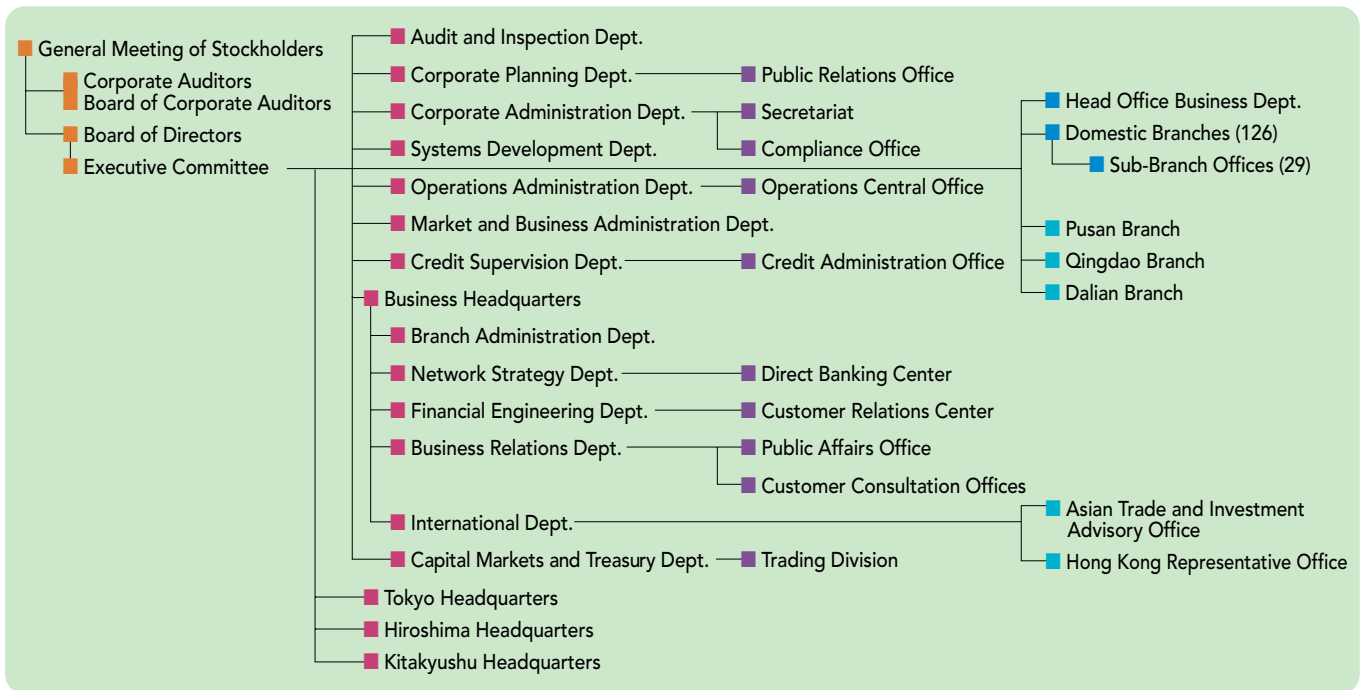 General Meeting of Stockholders
Corporate Auditors
Board of Corporate Auditors
Board of Directors
Executive Committee
Audit and Inspection Dept.
Corporate Planning Dept.
Public Relations Office
Corporate Administration Dept.
Secretariat
Compliance Office
Systems Development Dept.
Operations Administration Dept.
Operations Central Office
Market and Business Administration Dept.
Credit Supervision Dept.
Credit Administration Office
Business Headquarters
Branch Administration Dept.
Network Strategy Dept.
Direct Banking Center
Financial Engineering Dept.
Customer Relations Center
Business Relations Dept.
Public Affairs Office
Customer Consultation Offices
International Dept.
Asian Trade and Investment
Advisory Office
Hong Kong Representative Office
Capital Markets and Treasury Dept.
Trading Division
Tokyo Headquarters
Hiroshima Headquarters
Kitakyushu Headquarters
Head Office Business Dept.
Domestic Branches (126)
Sub-Branch Offices (29)
Pusan Branch
Qingdao Branch
Dalian Branch